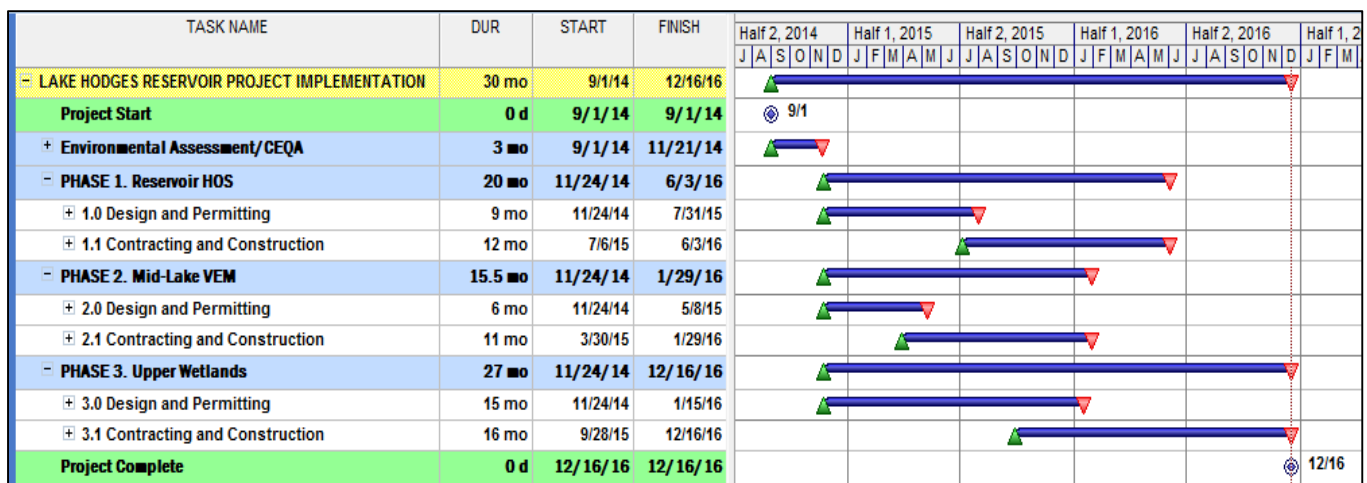 TASK NAME DUR START FINISH
Half 2, 2014 Half 1, 2015 Half 2, 2015 Half 1, 2016 Half 2, 2016 Half 1, 2
J A S O N D J F M A M J J A S O N D J F M A M J J A S O N D J F M
LAKE HODGES RESERVOIR PROJECT IMPLEMENTATION 30 mo 9/1/14 12/16/16
Project Start 0 d 9/1/14 9/1/14 9/1
Environmental Assessment/CEQA 3 mo 9/1/14 11/21/14
PHASE 1. Reservoir HOS 20 mo 11/24/14 6/3/16
1.0 Design and Permitting 9 mo 11/24/14 7/31/15
1.1 Contracting and Construction 12 mo 7/6/15 6/3/16
PHASE 2. Mid-Lake VEM 15.5 mo 11/24/14 1/29/16
2.0 Design and Permitting 6 mo 11/24/14 5/8/15
2.1 Contracting and Construction 11 mo 3/30/15 1/29/16
PHASE 3. Upper Wetlands 27 mo 11/24/14 12/16/16
3.0 Design and Permitting 15 mo 11/24/14 1/15/16
3.1 Contracting and Construction 16 mo 9/28/15 12/16/16
Project Complete 0 d 12/16/16 12/16/16 12/16